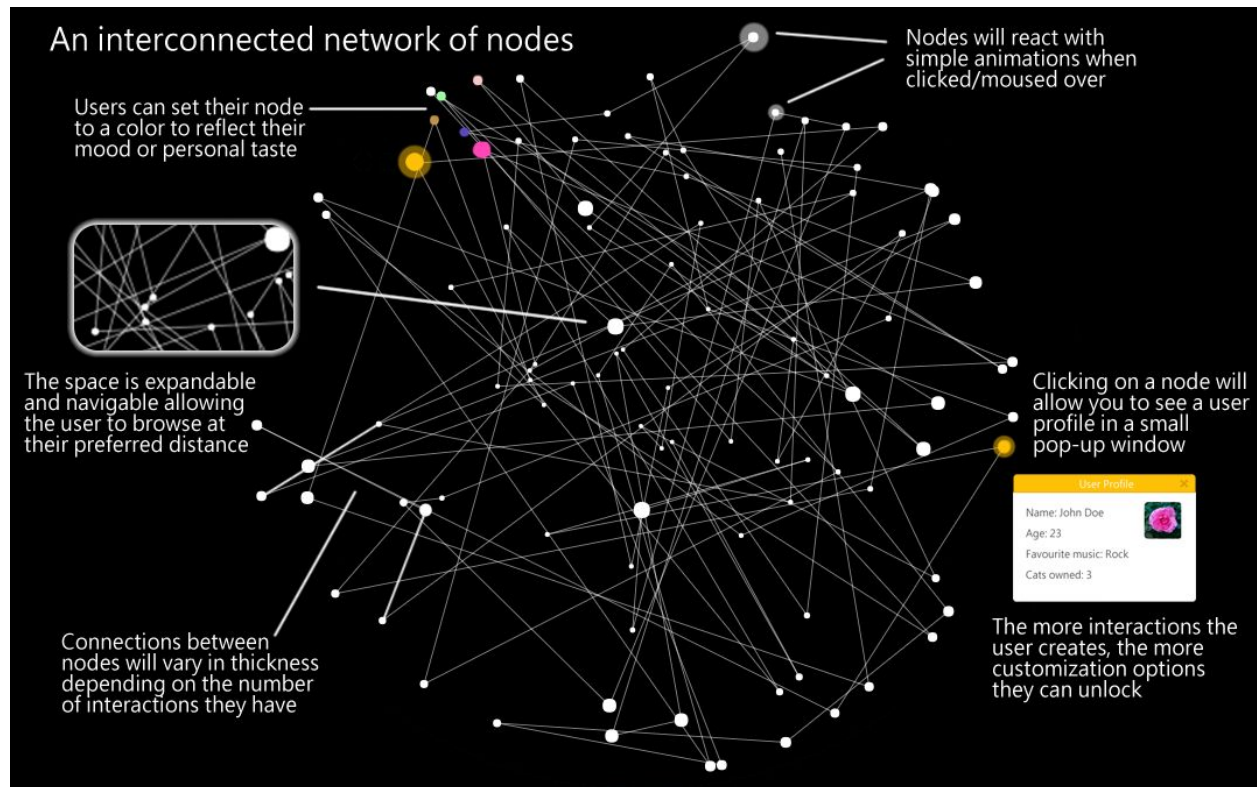 An interconnected network of nodes
Nodes will react with
simple animations when
clicked/moused over
Users can set their node
to a color to reflect their
mood or personal taste
The space is expandable
and navigable allowing
the user to browse at
their preferred distance
Clicking on a node will
allow you to see a user
profile in a small
pop-up window
User Profile
Name: John Doe
Age: 23
Favourite music: Rock
Cats owned: 3
Connections between
nodes will vary in thickness
depending on the number
of interactions they have
The more interactions the
user creates, the more
customization options
they can unlock